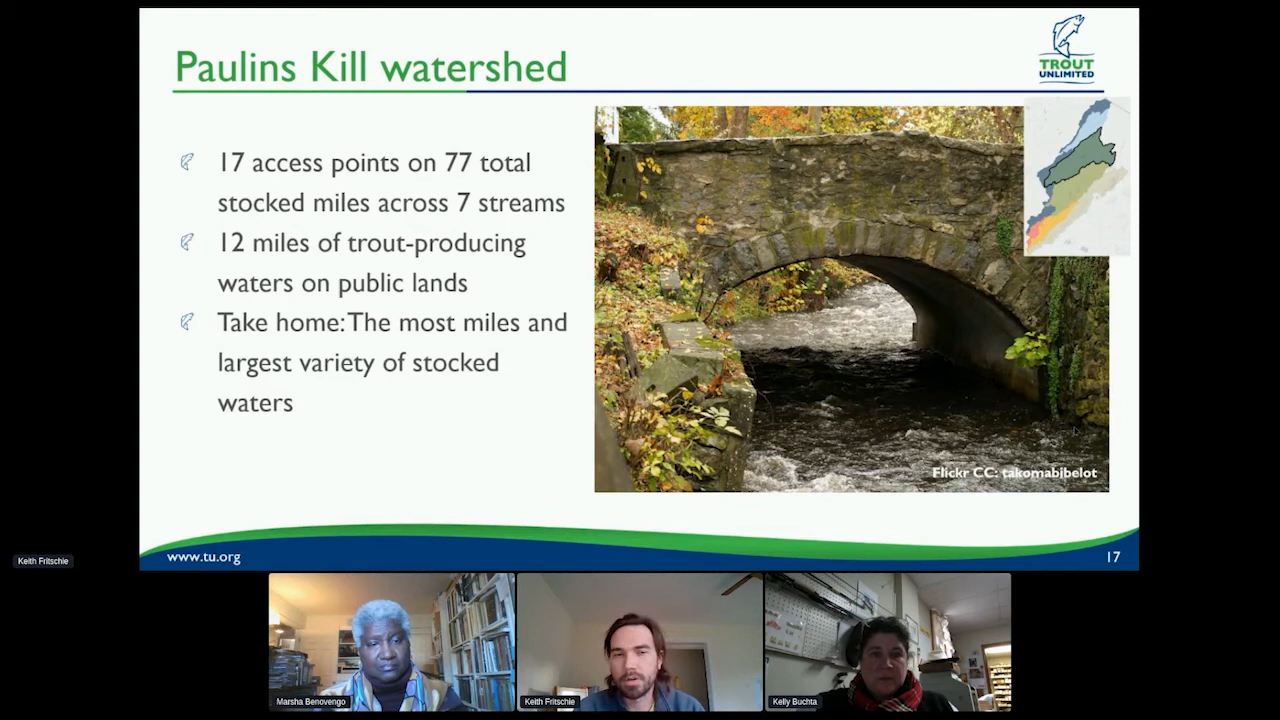 Paulins Kill watershed
TROUT
UNLIMITED
17 access points on 77 total
stocked miles across 7 streams
12 miles of trout-producing
waters on public lands
Take home: The most miles and
largest variety of stocked
waters
Flickr CC: takomabibelot
www.tu.org
17
Keith Fritschie
Marsha Benovengo
Keith Fritschie
Kelly Buchta